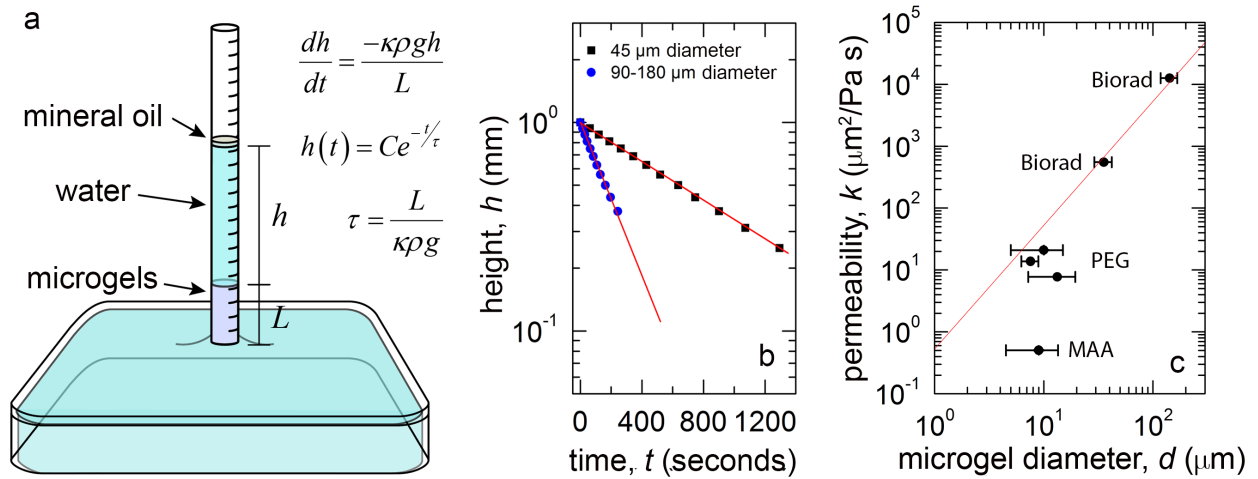 a
dh/dt = −κρgh/L
mineral oil
h(t) = Ce^{−t/τ}
water
h
τ = L/κρg
microgels
L
45 µm diameter
90-180 µm diameter
10^0
10^-1
height, h (mm)
b
0 400 800 1200
time, t (seconds)
10^5
10^4
10^3
10^2
10^1
10^0
10^-1
permeability, k (µm²/Pa s)
Biorad
Biorad
PEG
MAA
c
10^0 10^1 10^2
microgel diameter, d (µm)